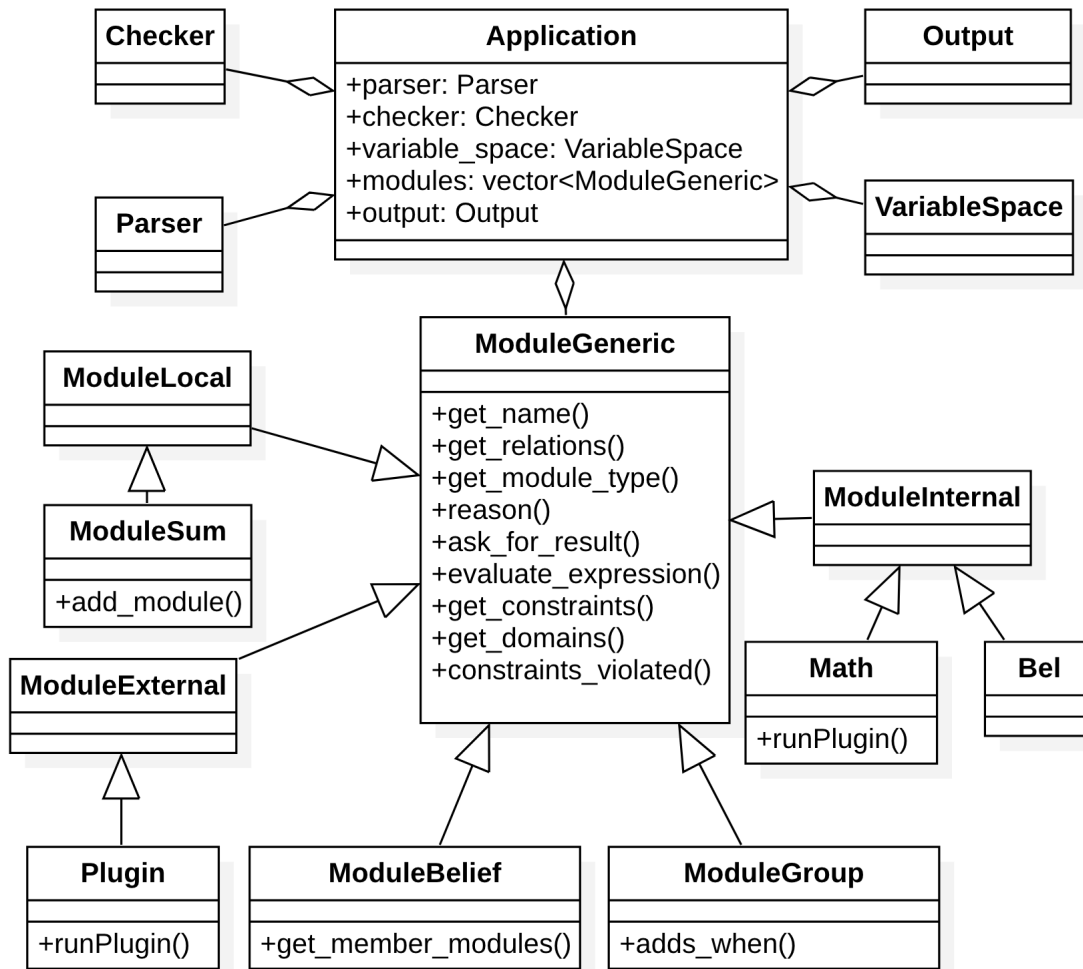 Checker
Application
+parser: Parser
+checker: Checker
+variable_space: VariableSpace
+modules: vector<ModuleGeneric>
+output: Output
Output
Parser
VariableSpace
ModuleGeneric
+get_name()
+get_relations()
+get_module_type()
+reason()
+ask_for_result()
+evaluate_expression()
+get_constraints()
+get_domains()
+constraints_violated()
ModuleLocal
ModuleSum
+add_module()
ModuleInternal
ModuleExternal
Math
+runPlugin()
Bel
Plugin
+runPlugin()
ModuleBelief
+get_member_modules()
ModuleGroup
+adds_when()